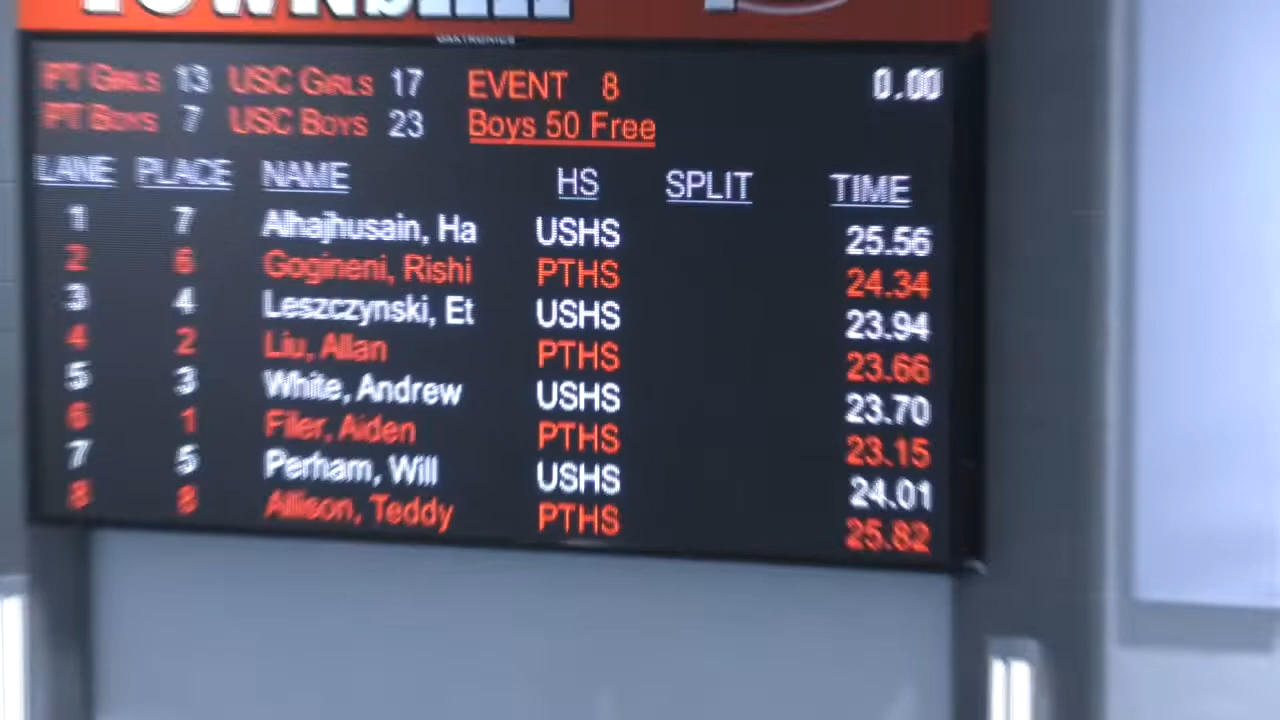 DAKTRONICS
PT GIRLS 13 USC GIRLS 17 EVENT 8 0.00
PT BOYS 7 USC BOYS 23 Boys 50 Free
LANE PLACE NAME HS SPLIT TIME
1 7 Alhajhusain, Ha USHS 25.56
2 6 Gogineni, Rishi PTHS 24.34
3 4 Leszczynski, Et USHS 23.94
4 2 Liu, Allan PTHS 23.66
5 3 White, Andrew USHS 23.70
6 1 Filer, Aiden PTHS 23.15
7 5 Perham, Will USHS 24.01
8 8 Allison, Teddy PTHS 25.82